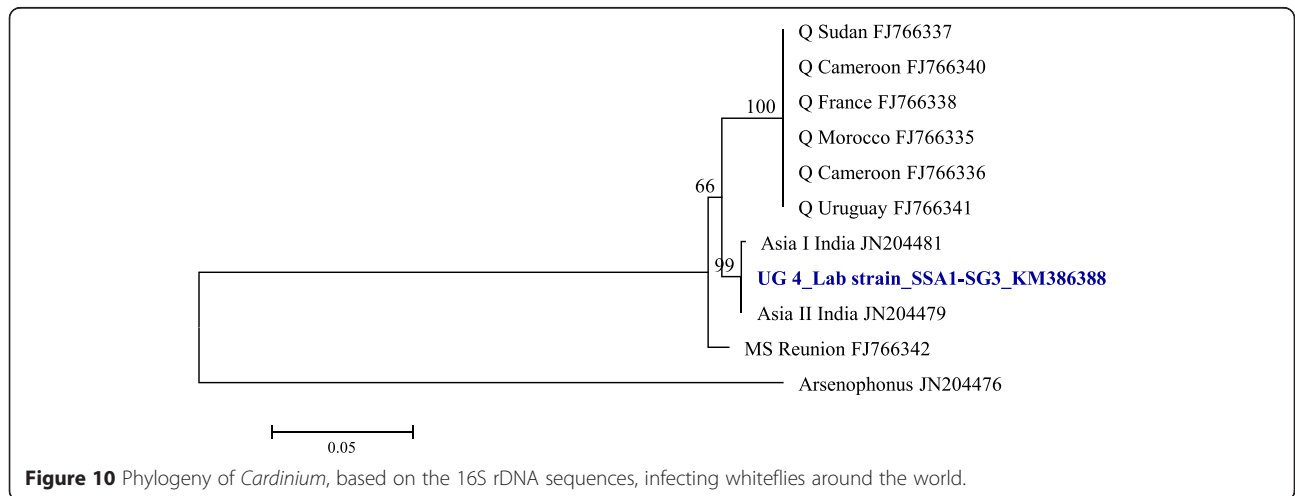 Q Sudan FJ766337
Q Cameroon FJ766340
100
Q France FJ766338
Q Morocco FJ766335
Q Cameroon FJ766336
66
Q Uruguay FJ766341
Asia I India JN204481
99
UG 4_Lab strain_SSA1-SG3_KM386388
Asia II India JN204479
MS Reunion FJ766342
Arsenophonus JN204476
0.05
Figure 10 Phylogeny of Cardinium, based on the 16S rDNA sequences, infecting whiteflies around the world.